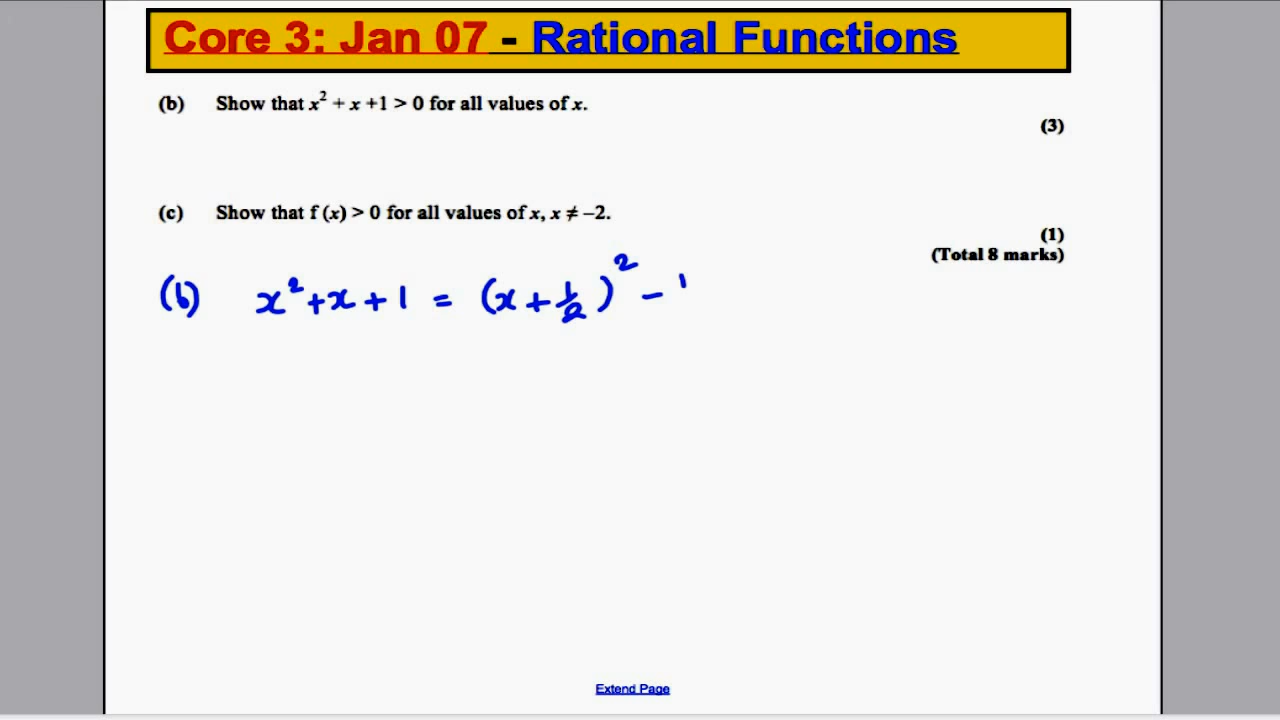 Core 3: Jan 07 - Rational Functions
(b) Show that x² + x +1 > 0 for all values of x.
(3)
(c) Show that f (x) > 0 for all values of x, x ≠ –2.
(1)
(Total 8 marks)
(b) x² + x + 1 = (x + 1/2)² –
Extend Page